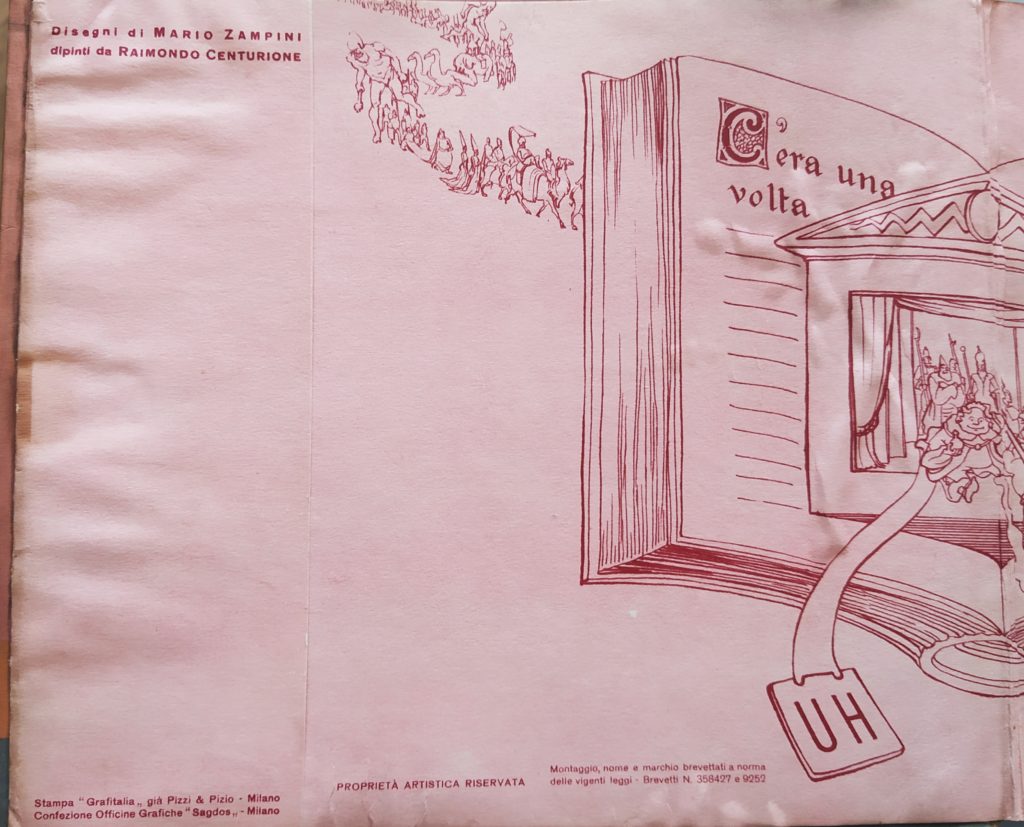 Disegni di MARIO ZAMPINI
dipinti da RAIMONDO CENTURIONE
C'era una
volta
UH
PROPRIETÀ ARTISTICA RISERVATA
Montaggio, nome e marchio brevettati a norma
delle vigenti leggi - Brevetti N. 358427 e 9252
Stampa "Grafitalia„ già Pizzi & Pizio - Milano
Confezione Officine Grafiche "Sagdos„ - Milano